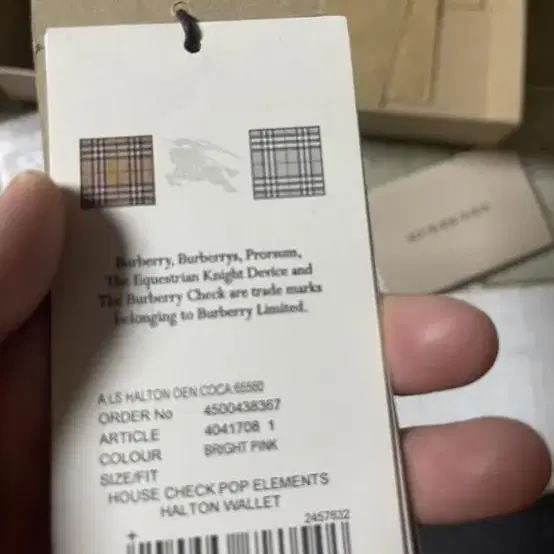 Burberry, Burberrys, Prorsum,
The Equestrian Knight Device and
The Burberry Check are trade marks
belonging to Burberry Limited.
A:LS HALTON DEN:COCA:65560
ORDER No 4500438367
ARTICLE 4041708 1
COLOUR BRIGHT PINK
SIZE/FIT
HOUSE CHECK POP ELEMENTS
HALTON WALLET
2457632
BURBERRY